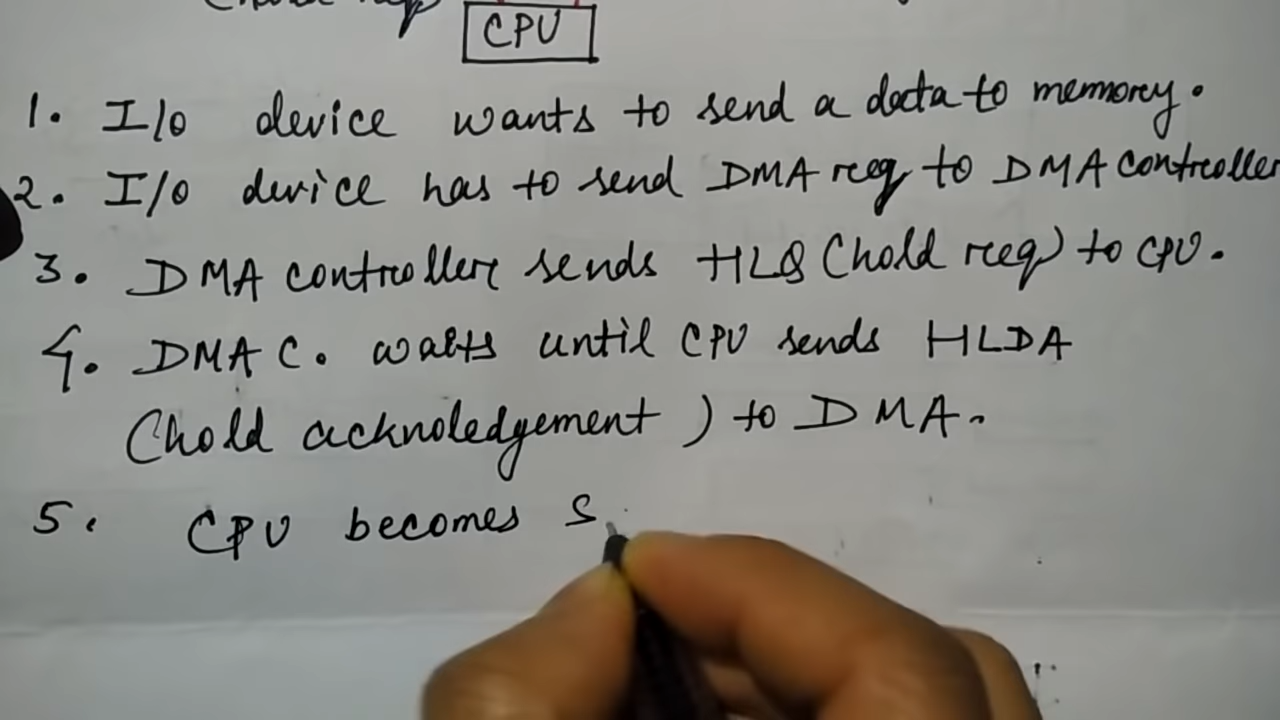 CPU
1. I/O device wants to send a data to memory.
2. I/O device has to send DMA req to DMA controller
3. DMA controller sends HLQ (hold req) to CPU.
4. DMA C. waits until CPU sends HLDA
(hold acknoledgement) to DMA.
5. CPU becomes S